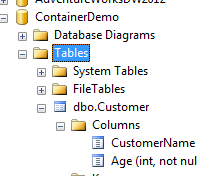 AdventureWorksDW2012
ContainerDemo
Database Diagrams
Tables
System Tables
FileTables
dbo.Customer
Columns
CustomerName
Age (int, not nul